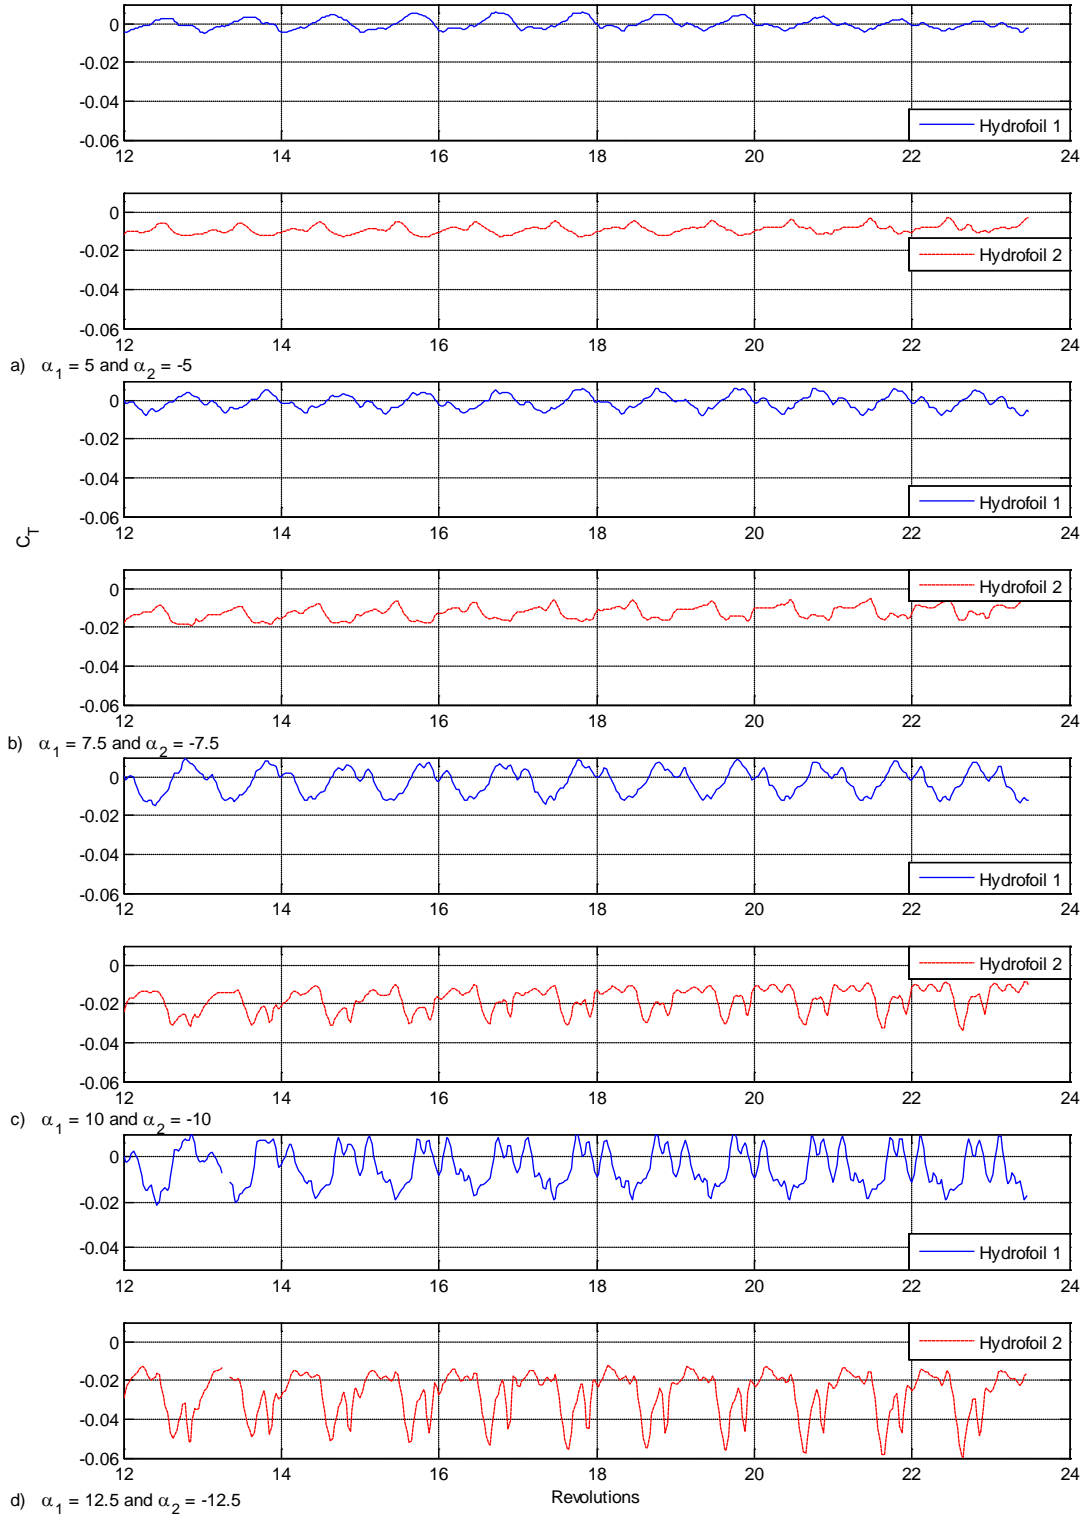 0
-0.02
-0.04
-0.06
Hydrofoil 1
12 14 16 18 20 22 24
0
-0.02
-0.04
-0.06
Hydrofoil 2
12 14 16 18 20 22 24
a) α1 = 5 and α2 = -5
0
-0.02
-0.04
-0.06
Hydrofoil 1
12 14 16 18 20 22 24
CT
0
-0.02
-0.04
-0.06
Hydrofoil 2
12 14 16 18 20 22 24
b) α1 = 7.5 and α2 = -7.5
0
-0.02
-0.04
-0.06
Hydrofoil 1
12 14 16 18 20 22 24
0
-0.02
-0.04
-0.06
Hydrofoil 2
12 14 16 18 20 22 24
c) α1 = 10 and α2 = -10
0
-0.02
-0.04
Hydrofoil 1
12 14 16 18 20 22 24
0
-0.02
-0.04
-0.06
Hydrofoil 2
12 14 16 18 20 22 24
Revolutions
d) α1 = 12.5 and α2 = -12.5